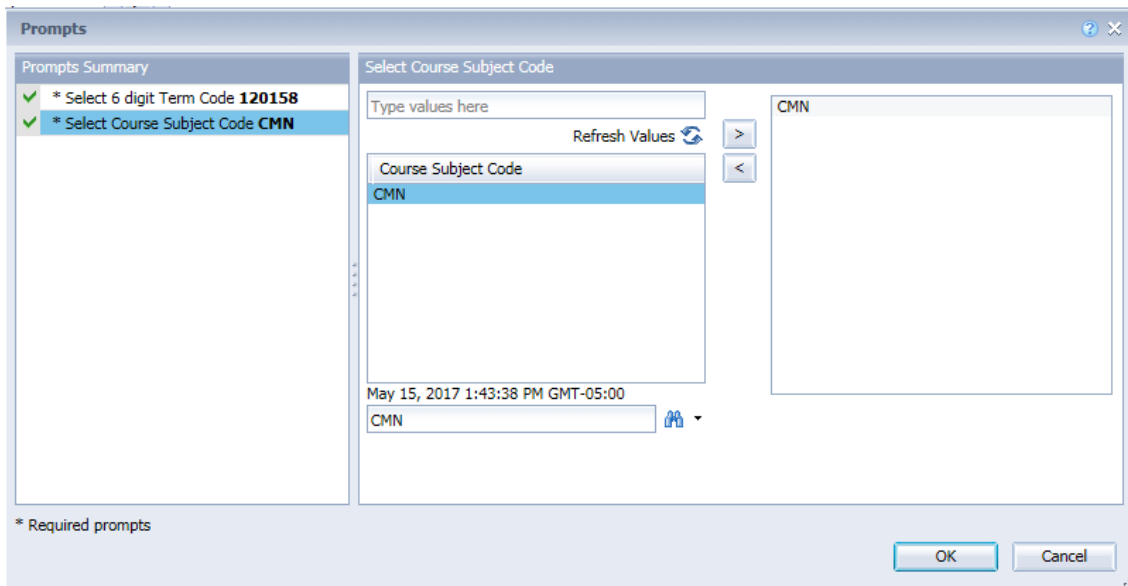 Prompts
Prompts Summary
* Select 6 digit Term Code 120158
* Select Course Subject Code CMN
Select Course Subject Code
Type values here
Refresh Values
Course Subject Code
CMN
May 15, 2017 1:43:38 PM GMT-05:00
CMN
>
<
CMN
* Required prompts
OK
Cancel